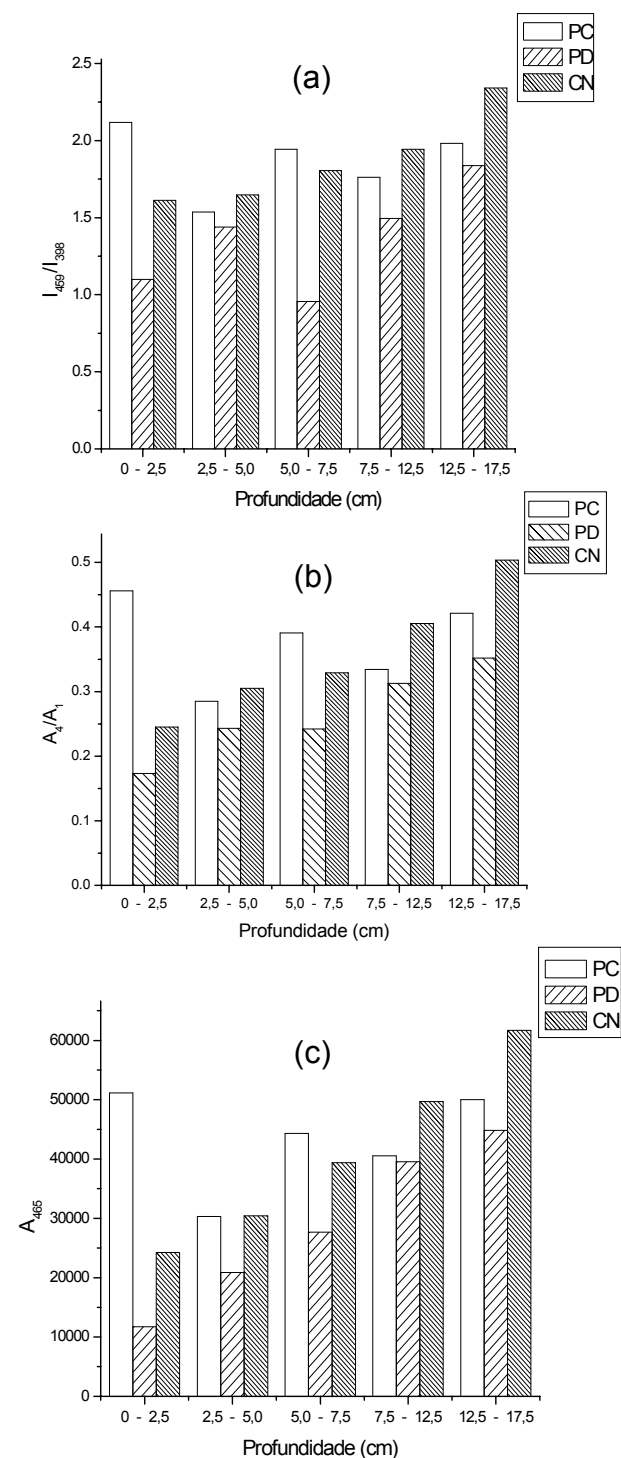 (a)
PC
PD
CN
2.5
2.0
1.5
1.0
0.5
0.0
I459/I398
0 - 2,5
2,5 - 5,0
5,0 - 7,5
7,5 - 12,5
12,5 - 17,5
Profundidade (cm)
(b)
PC
PD
CN
0.5
0.4
0.3
0.2
0.1
0.0
A4/A1
0 - 2,5
2,5 - 5,0
5,0 - 7,5
7,5 - 12,5
12,5 - 17,5
Profundidade (cm)
(c)
PC
PD
CN
60000
50000
40000
30000
20000
10000
0
A465
0 - 2,5
2,5 - 5,0
5,0 - 7,5
7,5 - 12,5
12,5 - 17,5
Profundidade (cm)